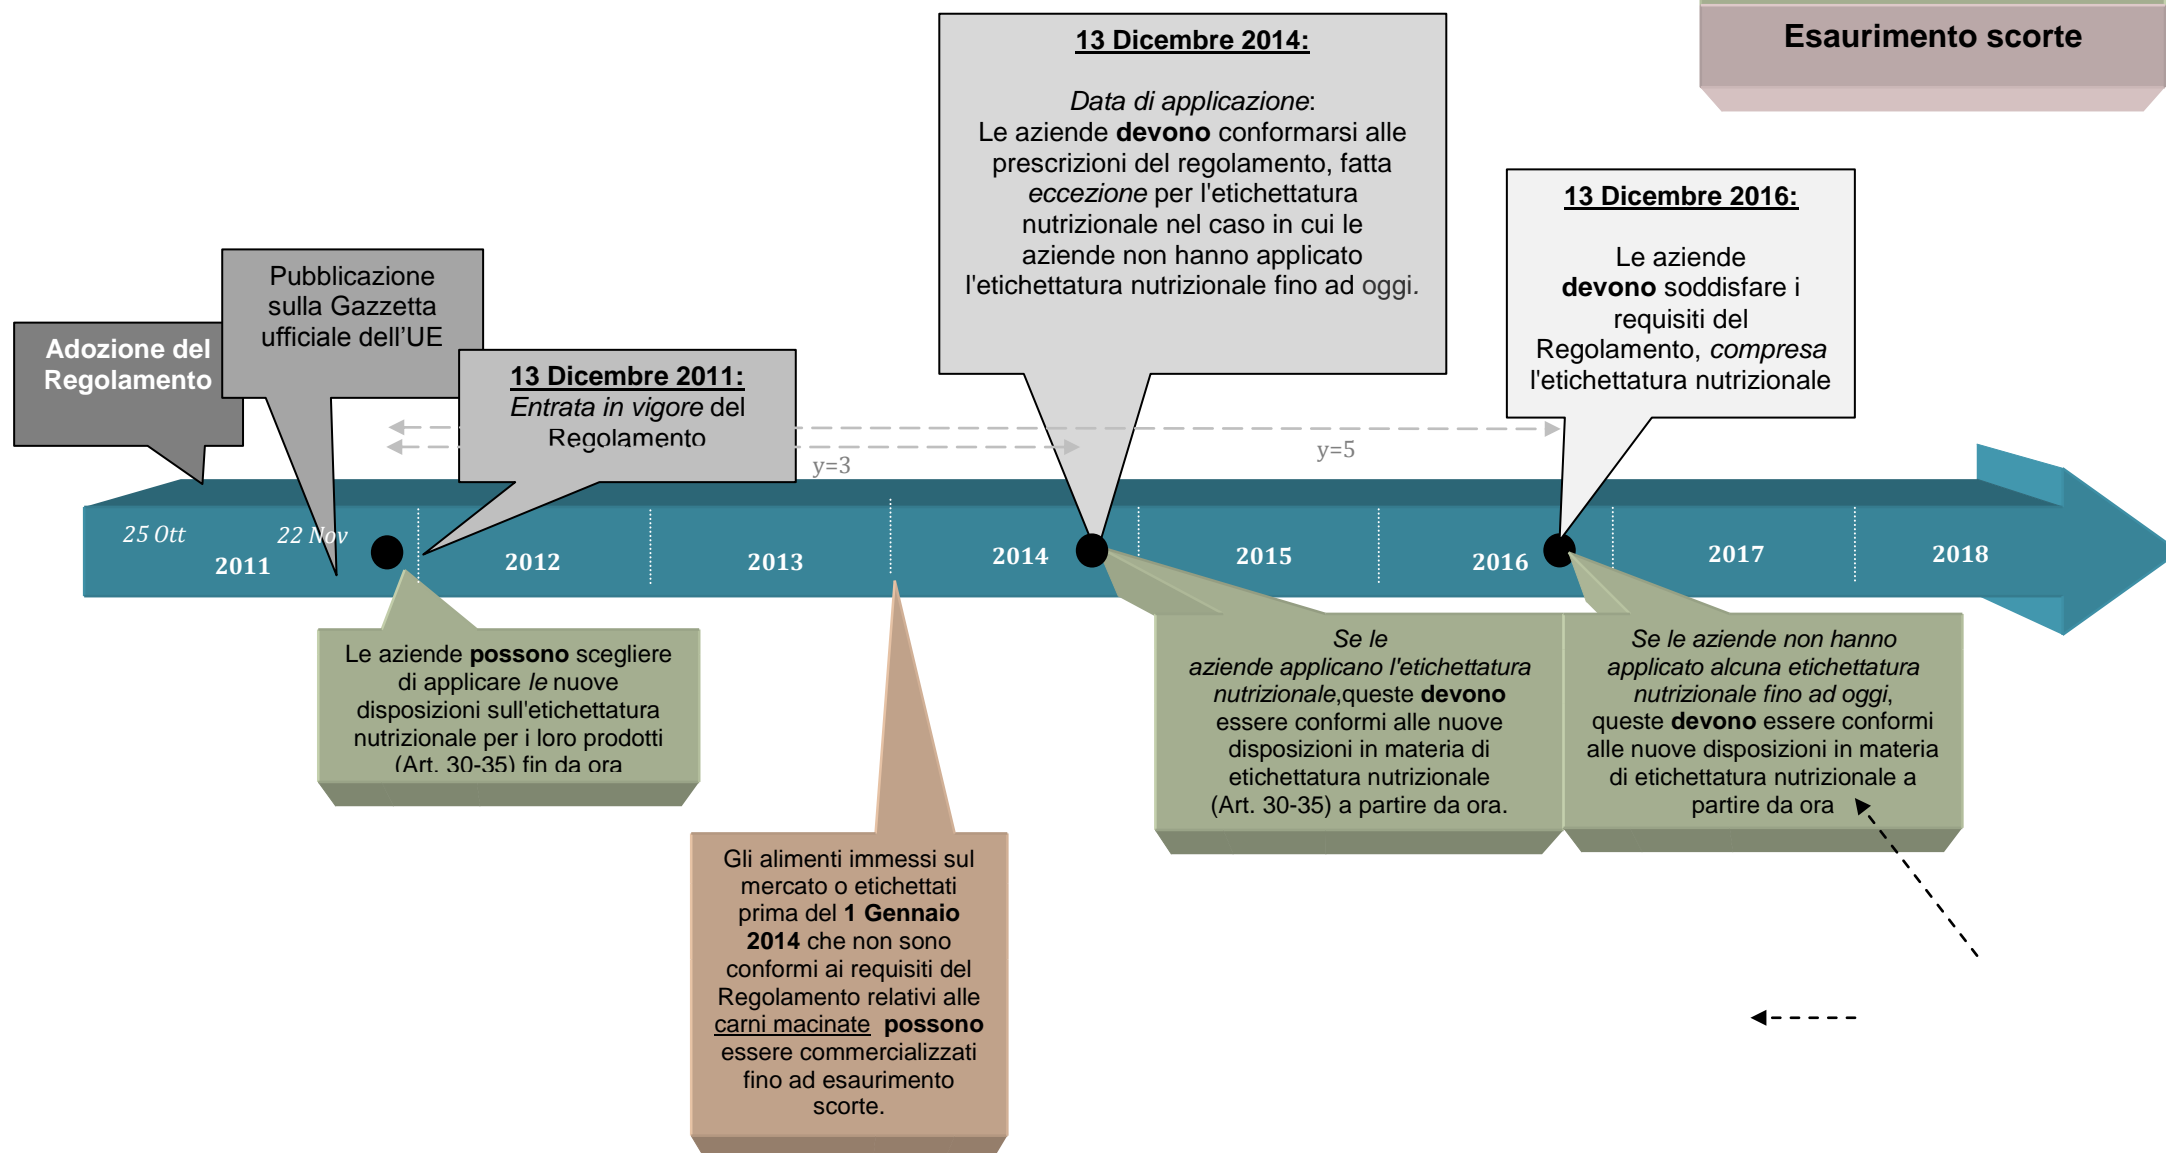 Esaurimento scorte
13 Dicembre 2014:
Data di applicazione:
Le aziende devono conformarsi alle
prescrizioni del regolamento, fatta
eccezione per l'etichettatura
nutrizionale nel caso in cui le
aziende non hanno applicato
l'etichettatura nutrizionale fino ad oggi.
13 Dicembre 2016:
Le aziende
devono soddisfare i
requisiti del
Regolamento, compresa
l'etichettatura nutrizionale
Pubblicazione
sulla Gazzetta
ufficiale dell’UE
Adozione del
Regolamento
13 Dicembre 2011:
Entrata in vigore del
Regolamento
y=3
y=5
25 Ott
22 Nov
2011
2012
2013
2014
2015
2016
2017
2018
Le aziende possono scegliere
di applicare le nuove
disposizioni sull'etichettatura
nutrizionale per i loro prodotti
(Art. 30-35) fin da ora
Gli alimenti immessi sul
mercato o etichettati
prima del 1 Gennaio
2014 che non sono
conformi ai requisiti del
Regolamento relativi alle
carni macinate possono
essere commercializzati
fino ad esaurimento
scorte.
Se le
aziende applicano l'etichettatura
nutrizionale,queste devono
essere conformi alle nuove
disposizioni in materia di
etichettatura nutrizionale
(Art. 30-35) a partire da ora.
Se le aziende non hanno
applicato alcuna etichettatura
nutrizionale fino ad oggi,
queste devono essere conformi
alle nuove disposizioni in materia
di etichettatura nutrizionale a
partire da ora